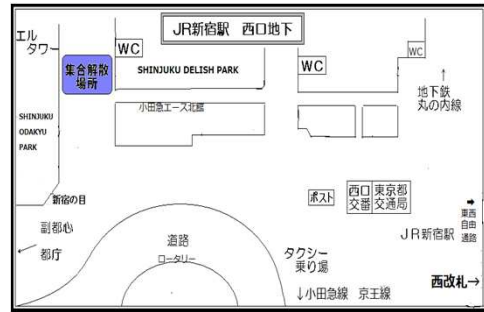 JR新宿駅 西口地下
エル
タワー
集合解散
場所
WC
SHINJUKU DELISH PARK
WC
WC
地下鉄
丸の内線
↑
小田急エース北館
SHINJUKU
ODAKYU
PARK
新宿の目
副都心
←
都庁
道路
ロータリー
ポスト
西口
交番
東京都
交通局
➡
東西
自由
通路
JR新宿駅
タクシー
乗り場
西改札→
↓小田急線 京王線